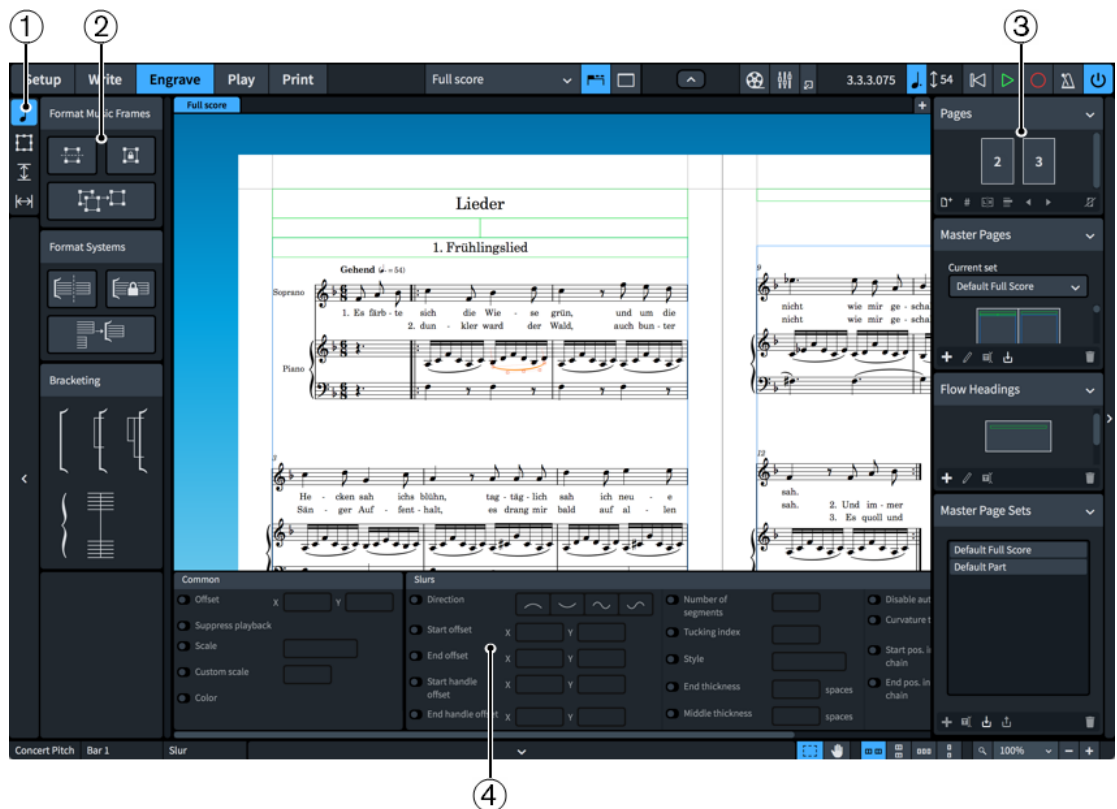 ① ② ③
Setup Write Engrave Play Print Full score 3.3.3.075 54
Format Music Frames
Full score
Pages
2 3
#
Format Systems
Master Pages
Current set
Default Full Score
Bracketing
Flow Headings
Master Page Sets
Default Full Score
Default Part
Lieder
1. Frühlingslied
Gehend (♩. = 54)
Soprano
1. Es färb - te sich die Wie - se grün, und um die
2. dun - kler ward der Wald, auch bun - ter
Piano
9
nicht wie mir ge - scha
nicht wie mir ge - scha
3
He - cken sah ichs blühn, tag - täg - lich sah ich neu - e
Sän - ger Auf - fent - halt, es drang mir bald auf al - len
12
sah.
sah. 2. Und im - mer
3. Es quoll und
Common
Offset X Y
Suppress playback
Scale
Custom scale
Color
Slurs
Direction
Start offset X Y
End offset X Y
Start handle offset X Y
End handle offset X Y
Number of segments
Tucking index
Style
End thickness spaces
Middle thickness spaces
Disable aut
Curvature t
Start pos. in chain
End pos. in chain
Concert Pitch Bar 1 Slur 100%
④